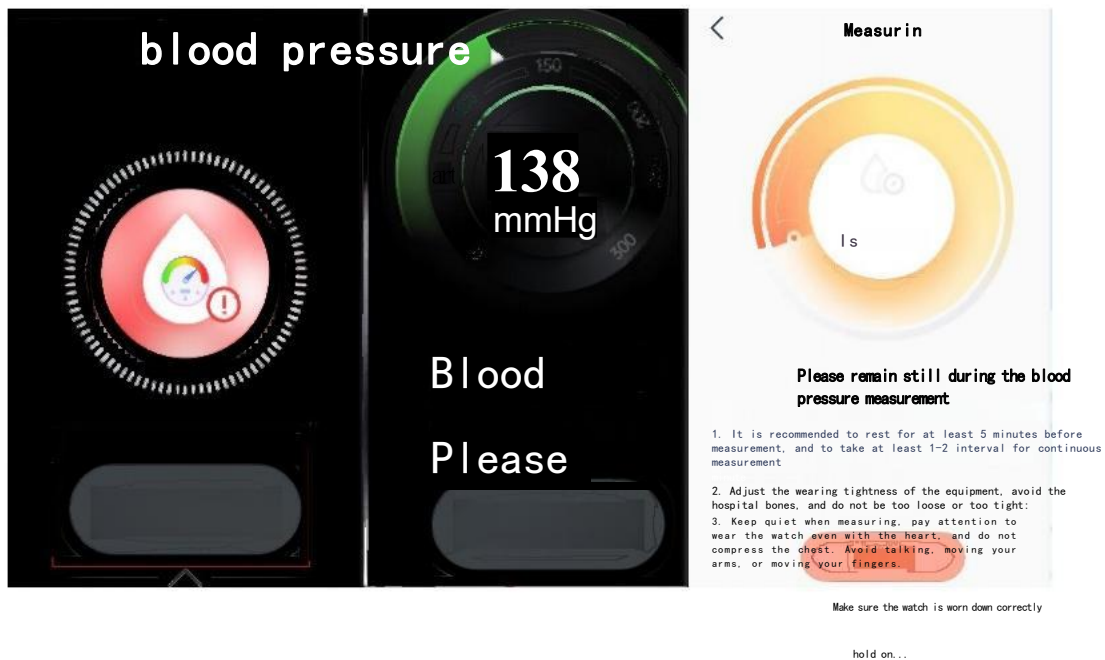 blood pressure
150
200
300
138
mmHg
Blood
Please
Measurin
Is
Please remain still during the blood
pressure measurement
1. It is recommended to rest for at least 5 minutes before
measurement, and to take at least 1-2 interval for continuous
measurement
2. Adjust the wearing tightness of the equipment, avoid the
hospital bones, and do not be too loose or too tight:
3. Keep quiet when measuring, pay attention to
wear the watch even with the heart, and do not
compress the chest. Avoid talking, moving your
arms, or moving your fingers.
Make sure the watch is worn down correctly
hold on...